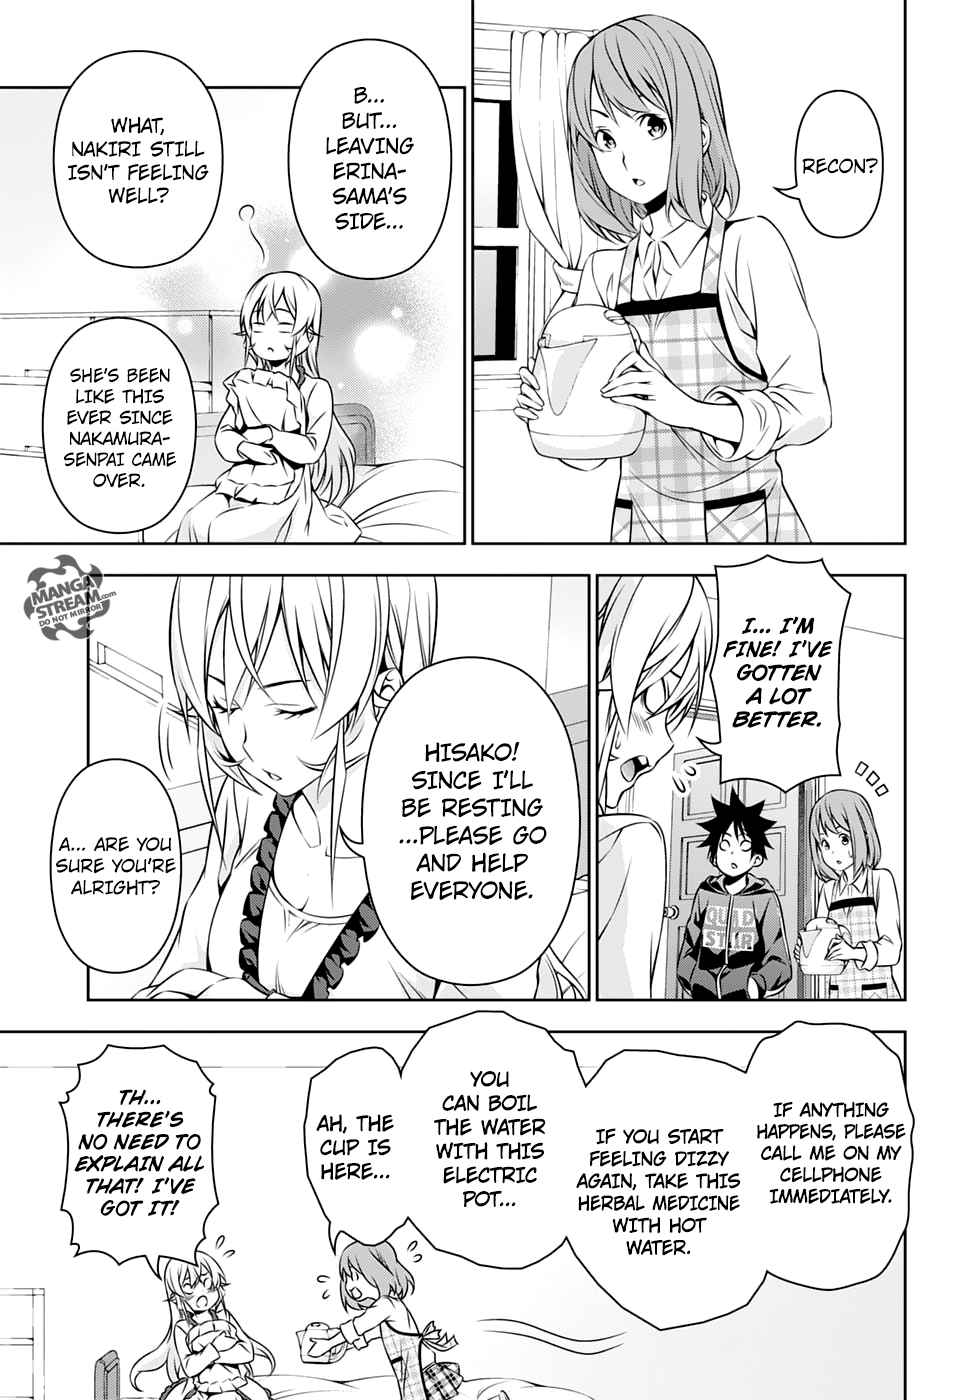 RECON?
B...
BUT...
LEAVING
ERINA-
SAMA'S
SIDE...
WHAT,
NAKIRI STILL
ISN'T FEELING
WELL?
SHE'S BEEN
LIKE THIS
EVER SINCE
NAKAMURA-
SENPAI CAME
OVER.
I... I'M
FINE! I'VE
GOTTEN
A LOT
BETTER.
QUAD
STAR
HISAKO!
SINCE I'LL
BE RESTING
...PLEASE GO
AND HELP
EVERYONE.
A... ARE YOU
SURE YOU'RE
ALRIGHT?
MANGA
STREAM.com
DO NOT MIRROR
IF ANYTHING
HAPPENS, PLEASE
CALL ME ON MY
CELLPHONE
IMMEDIATELY.
IF YOU START
FEELING DIZZY
AGAIN, TAKE THIS
HERBAL MEDICINE
WITH HOT
WATER.
YOU
CAN BOIL
THE WATER
WITH THIS
ELECTRIC
POT...
AH, THE
CUP IS
HERE...
TH...
THERE'S
NO NEED TO
EXPLAIN ALL
THAT! I'VE
GOT IT!